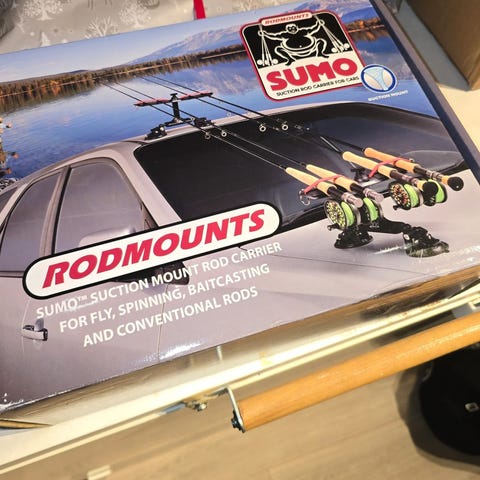 RODMOUNTS
SUMO
SUCTION ROD CARRIER FOR CARS
SUCTION MOUNT
RODMOUNTS
SUMO™ SUCTION MOUNT ROD CARRIER
FOR FLY, SPINNING, BAITCASTING
AND CONVENTIONAL RODS